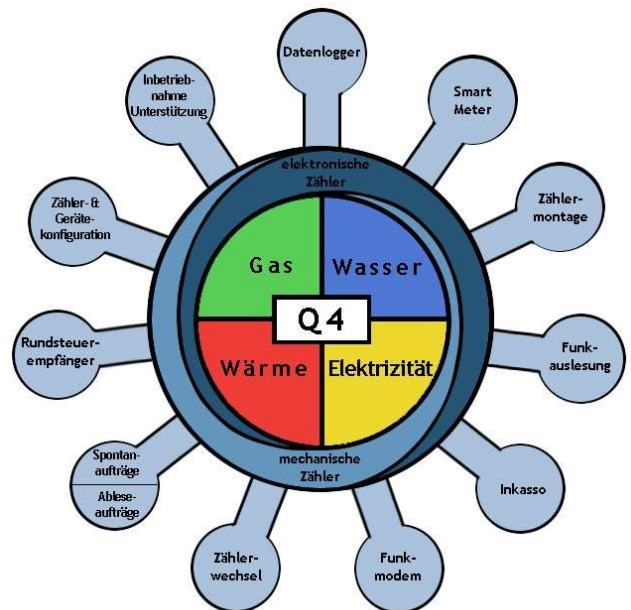 Datenlogger
Smart
Meter
Zähler-
montage
Funk-
auslesung
Inkasso
Funk-
modem
Zähler-
wechsel
Spontan-
aufträge
Ablese-
aufträge
Rundsteuer-
empfänger
Zähler- &
Geräte-
konfiguration
Inbetrieb-
nahme
Unterstützung
elektronische
Zähler
Gas
Wasser
Q4
Wärme
Elektrizität
mechanische
Zähler